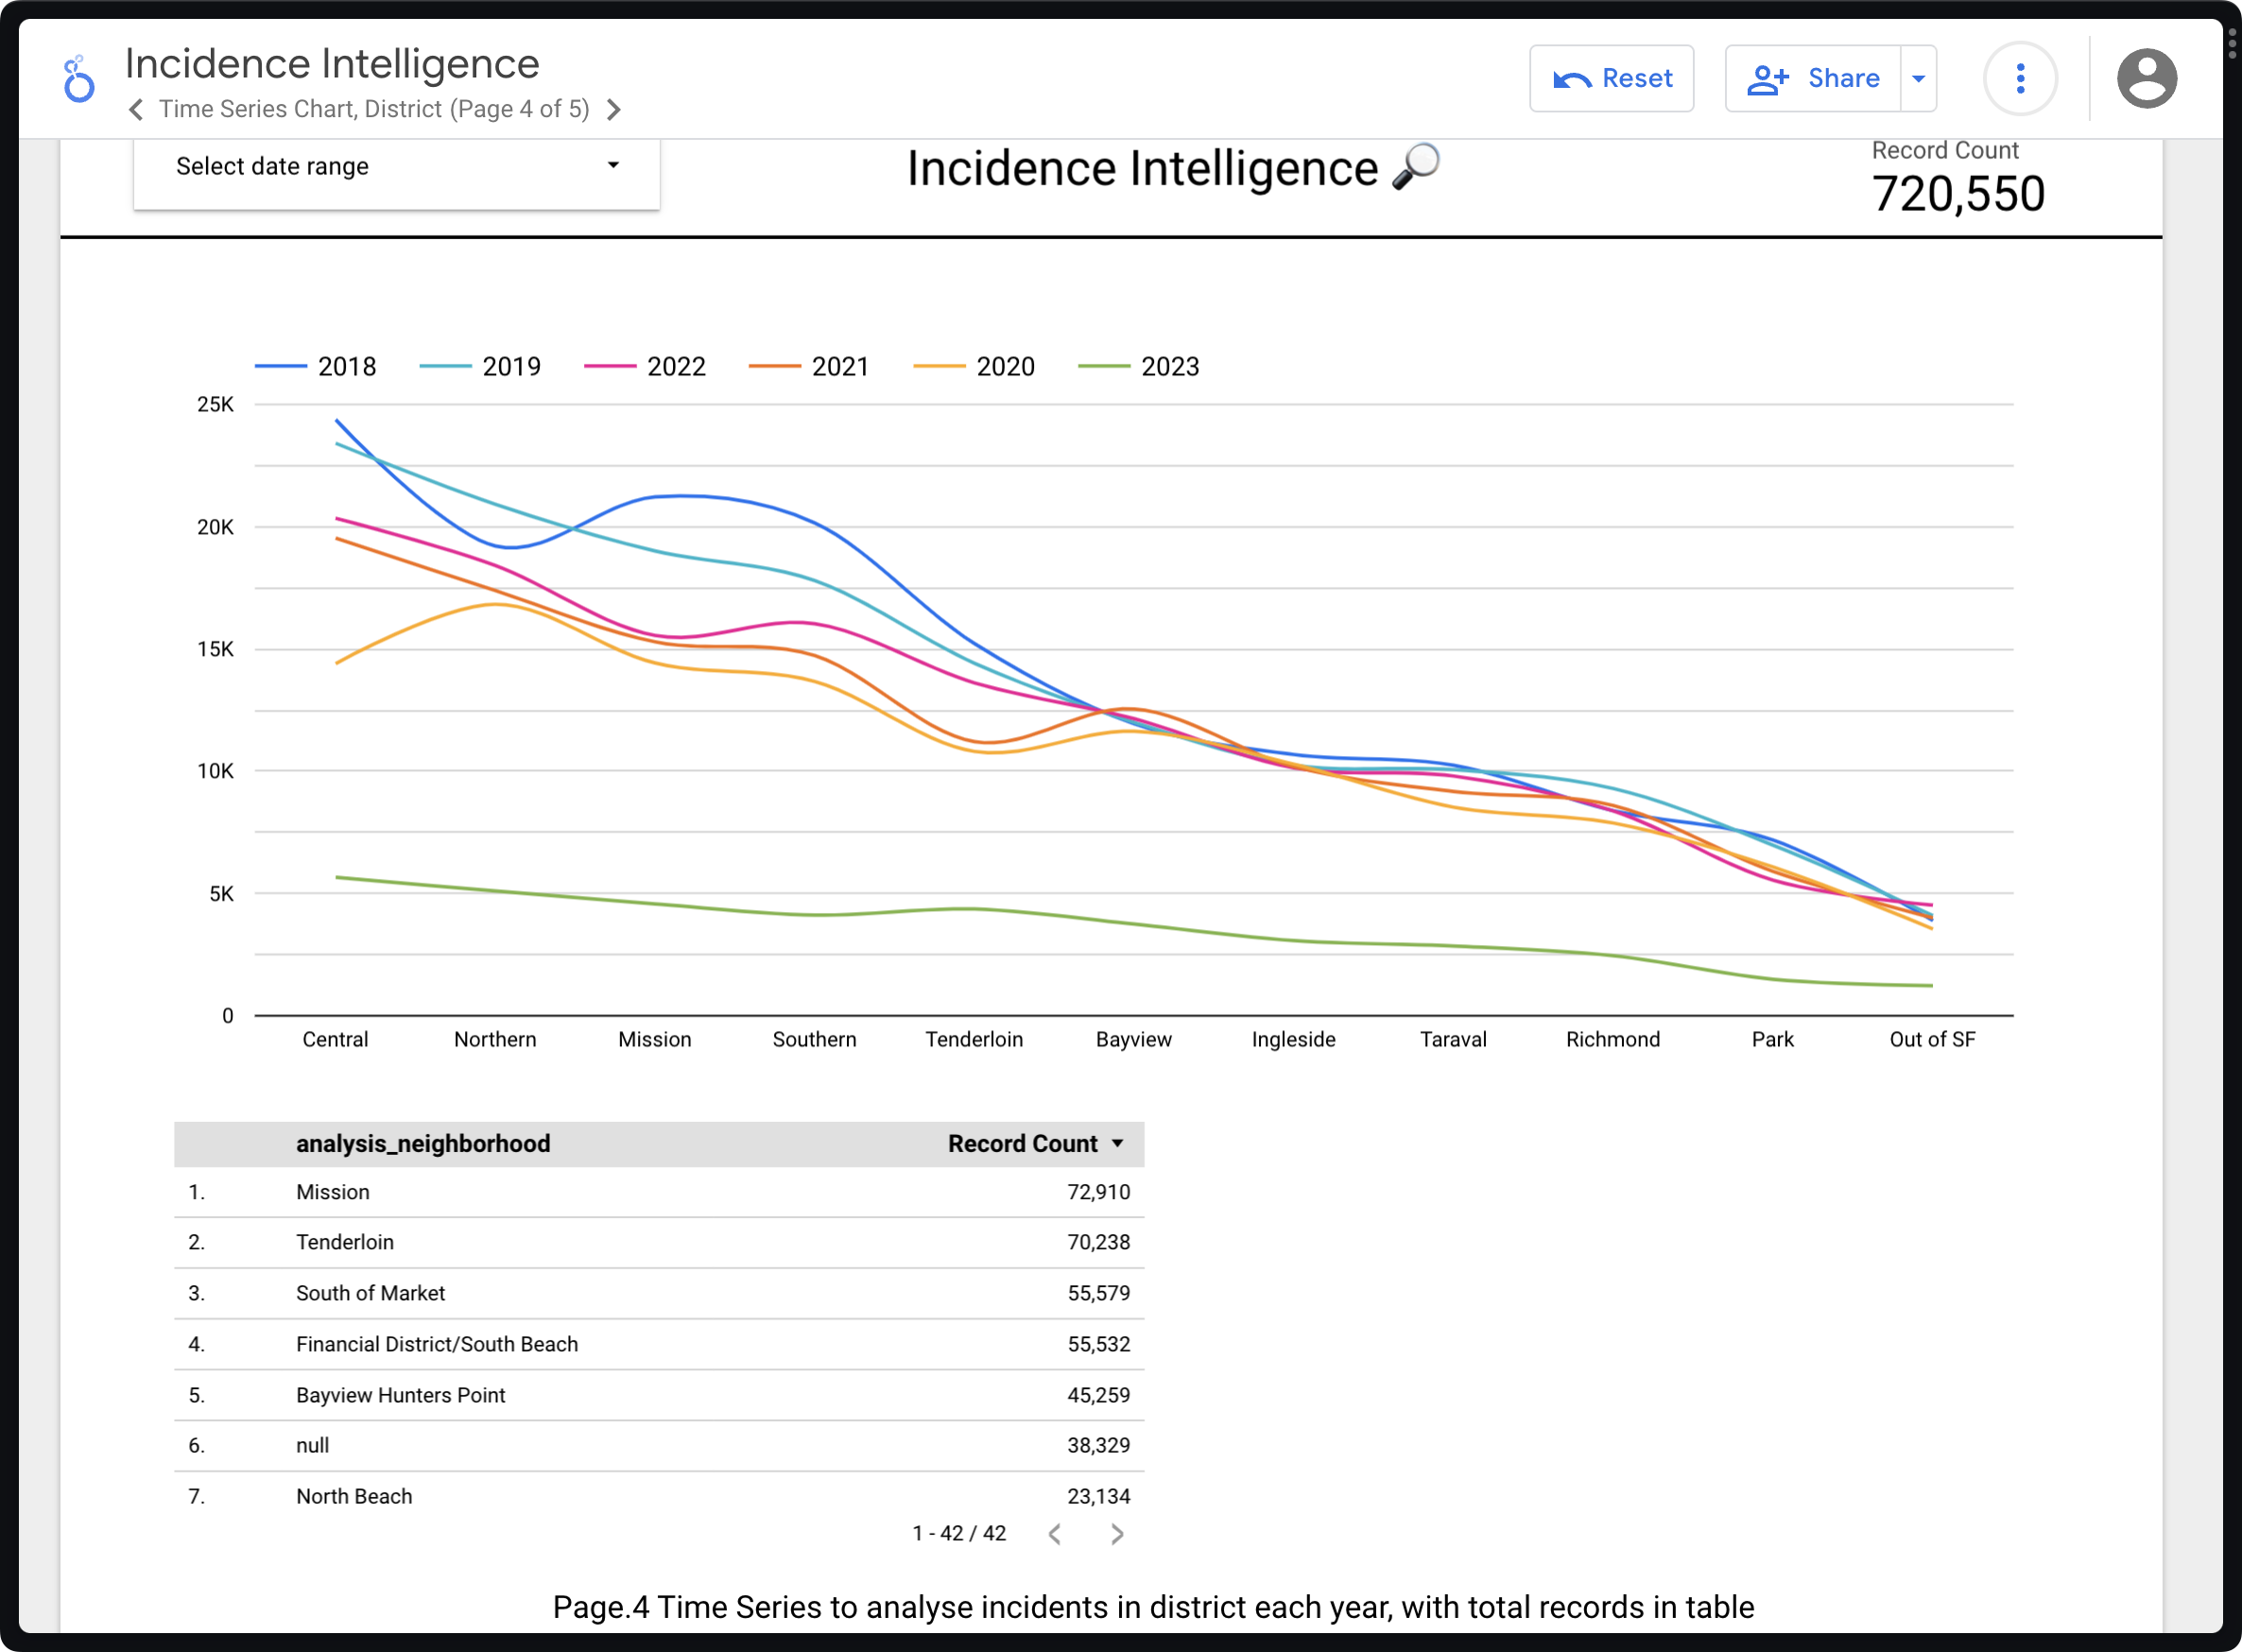 Incidence Intelligence
Time Series Chart, District (Page 4 of 5)
Reset
Share
Select date range
Incidence Intelligence
Record Count
720,550
2018 2019 2022 2021 2020 2023
25K
20K
15K
10K
5K
0
Central Northern Mission Southern Tenderloin Bayview Ingleside Taraval Richmond Park Out of SF
analysis_neighborhood Record Count
1. Mission 72,910
2. Tenderloin 70,238
3. South of Market 55,579
4. Financial District/South Beach 55,532
5. Bayview Hunters Point 45,259
6. null 38,329
7. North Beach 23,134
1 - 42 / 42
Page.4 Time Series to analyse incidents in district each year, with total records in table